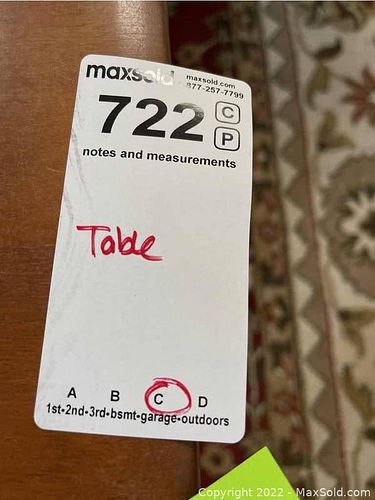 maxsold maxsold.com
877-257-7799
722 C
P
notes and measurements
Table
A B C D
1st-2nd-3rd-bsmt-garage-outdoors
Copyright 2022 - MaxSold.com